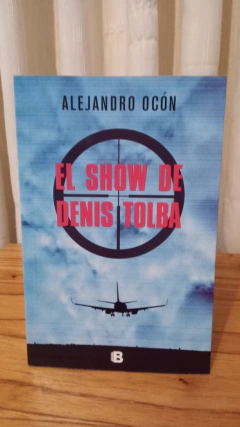 ALEJANDRO OCÓN
EL SHOW DE
DENIS TOLBA
B